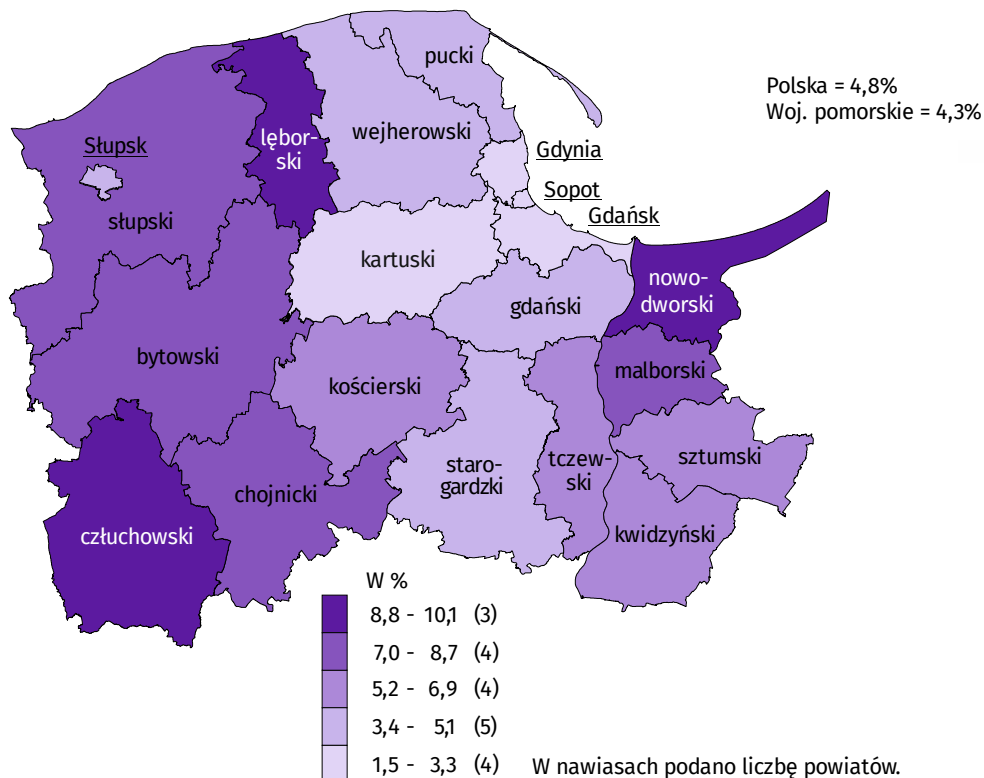 pucki
Polska = 4,8%
Woj. pomorskie = 4,3%
wejherowski
lębor-
ski
Słupsk
Gdynia
Sopot
Gdańsk
słupski
kartuski
nowo-
dworski
gdański
bytowski
kościerski
malborski
staro-
gardzki
tczew-
ski
sztumski
chojnicki
człuchowski
kwidzyński
W %
8,8 - 10,1 (3)
7,0 - 8,7 (4)
5,2 - 6,9 (4)
3,4 - 5,1 (5)
1,5 - 3,3 (4)
W nawiasach podano liczbę powiatów.